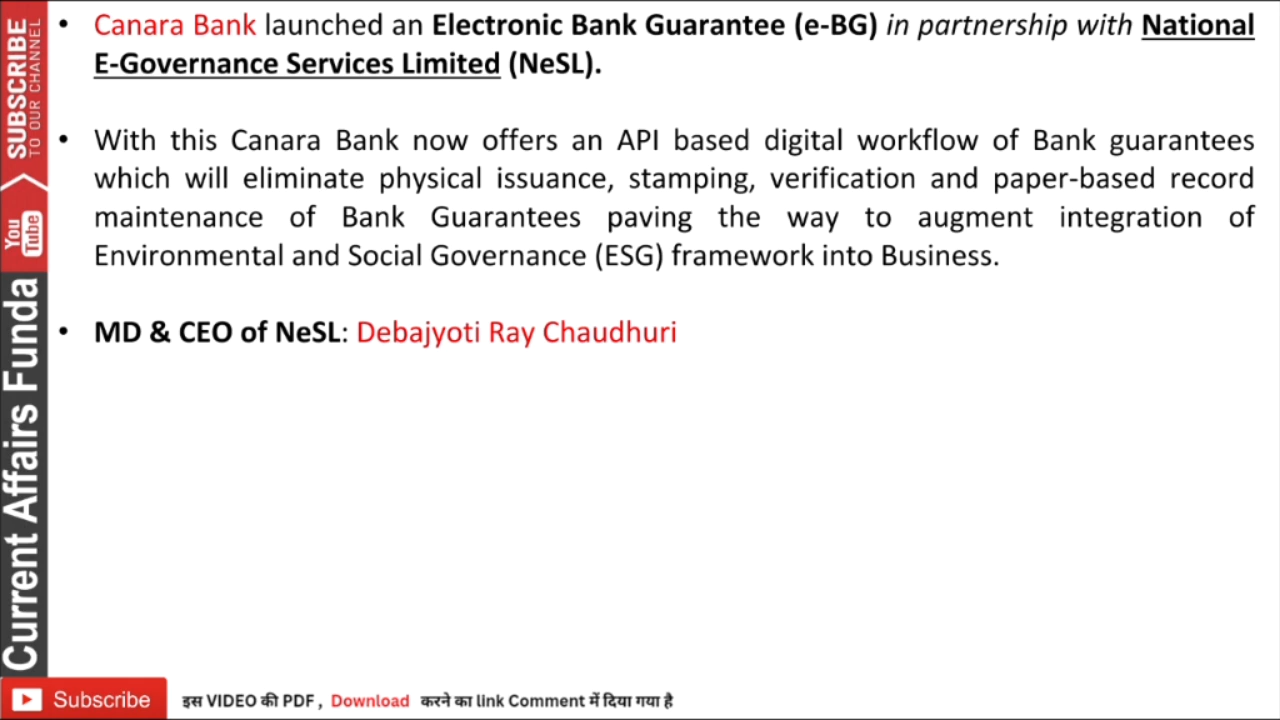 • Canara Bank launched an Electronic Bank Guarantee (e-BG) in partnership with National
E-Governance Services Limited (NeSL).
• With this Canara Bank now offers an API based digital workflow of Bank guarantees
which will eliminate physical issuance, stamping, verification and paper-based record
maintenance of Bank Guarantees paving the way to augment integration of
Environmental and Social Governance (ESG) framework into Business.
• MD & CEO of NeSL: Debajyoti Ray Chaudhuri
SUBSCRIBE
TO OUR CHANNEL
You
Tube
Current Affairs Funda
Subscribe
इस VIDEO की PDF , Download करने का link Comment में दिया गया है